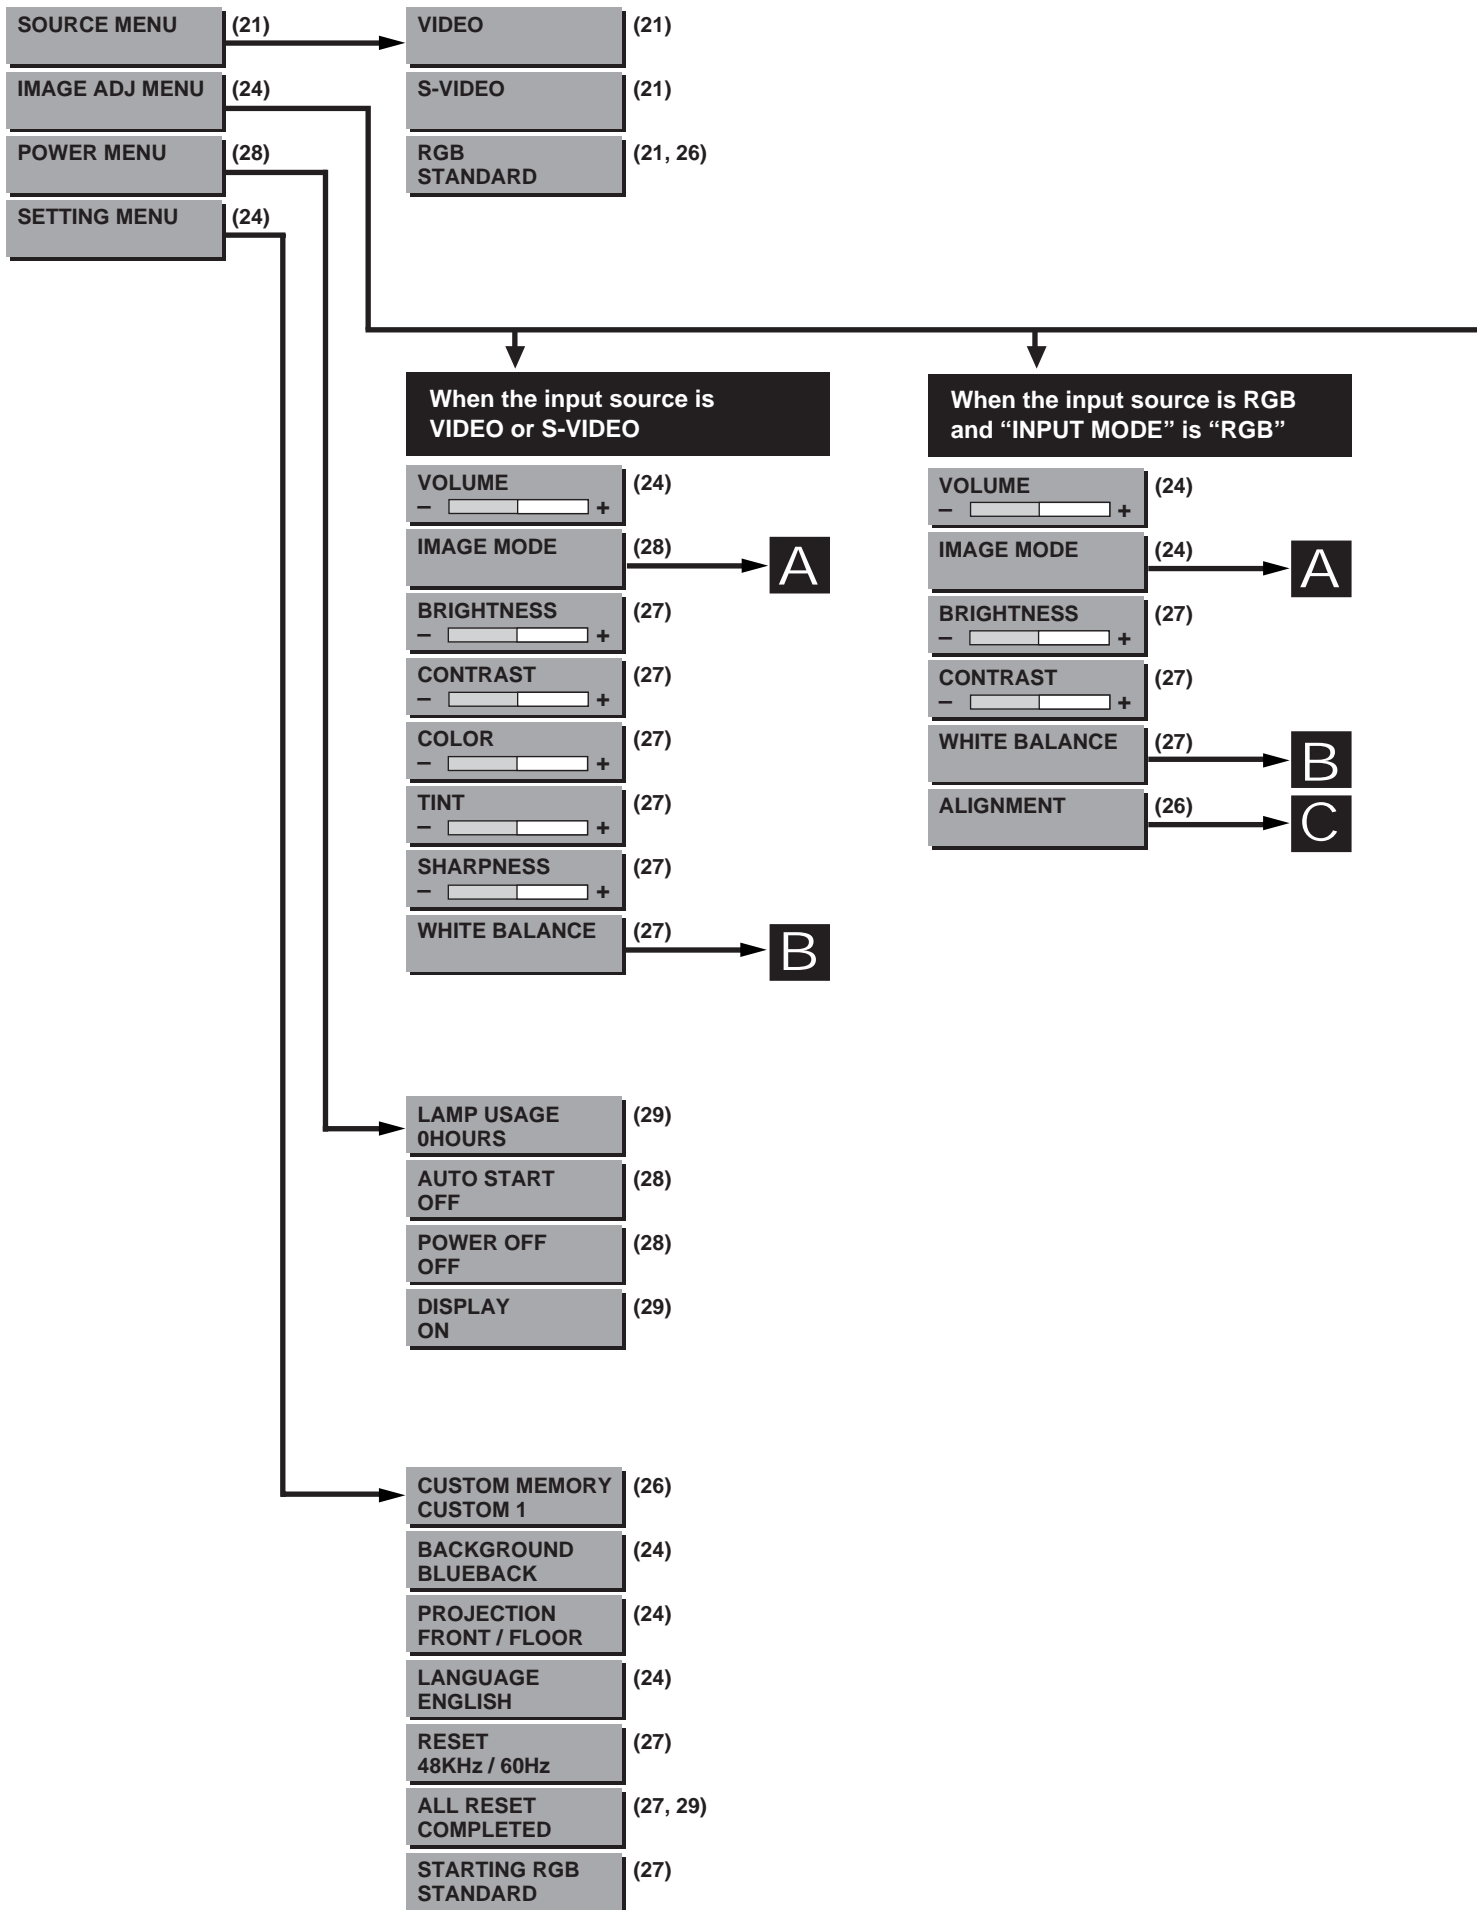 SOURCE MENU (21)
IMAGE ADJ MENU (24)
POWER MENU (28)
SETTING MENU (24)
VIDEO (21)
S-VIDEO (21)
RGB (21, 26)
STANDARD
When the input source is
VIDEO or S-VIDEO
VOLUME (24)
– +
IMAGE MODE (28)
A
BRIGHTNESS (27)
– +
CONTRAST (27)
– +
COLOR (27)
– +
TINT (27)
– +
SHARPNESS (27)
– +
WHITE BALANCE (27)
B
When the input source is RGB
and “INPUT MODE” is “RGB”
VOLUME (24)
– +
IMAGE MODE (24)
A
BRIGHTNESS (27)
– +
CONTRAST (27)
– +
WHITE BALANCE (27)
B
ALIGNMENT (26)
C
LAMP USAGE (29)
0HOURS
AUTO START (28)
OFF
POWER OFF (28)
OFF
DISPLAY (29)
ON
CUSTOM MEMORY (26)
CUSTOM 1
BACKGROUND (24)
BLUEBACK
PROJECTION (24)
FRONT / FLOOR
LANGUAGE (24)
ENGLISH
RESET (27)
48KHz / 60Hz
ALL RESET (27, 29)
COMPLETED
STARTING RGB (27)
STANDARD